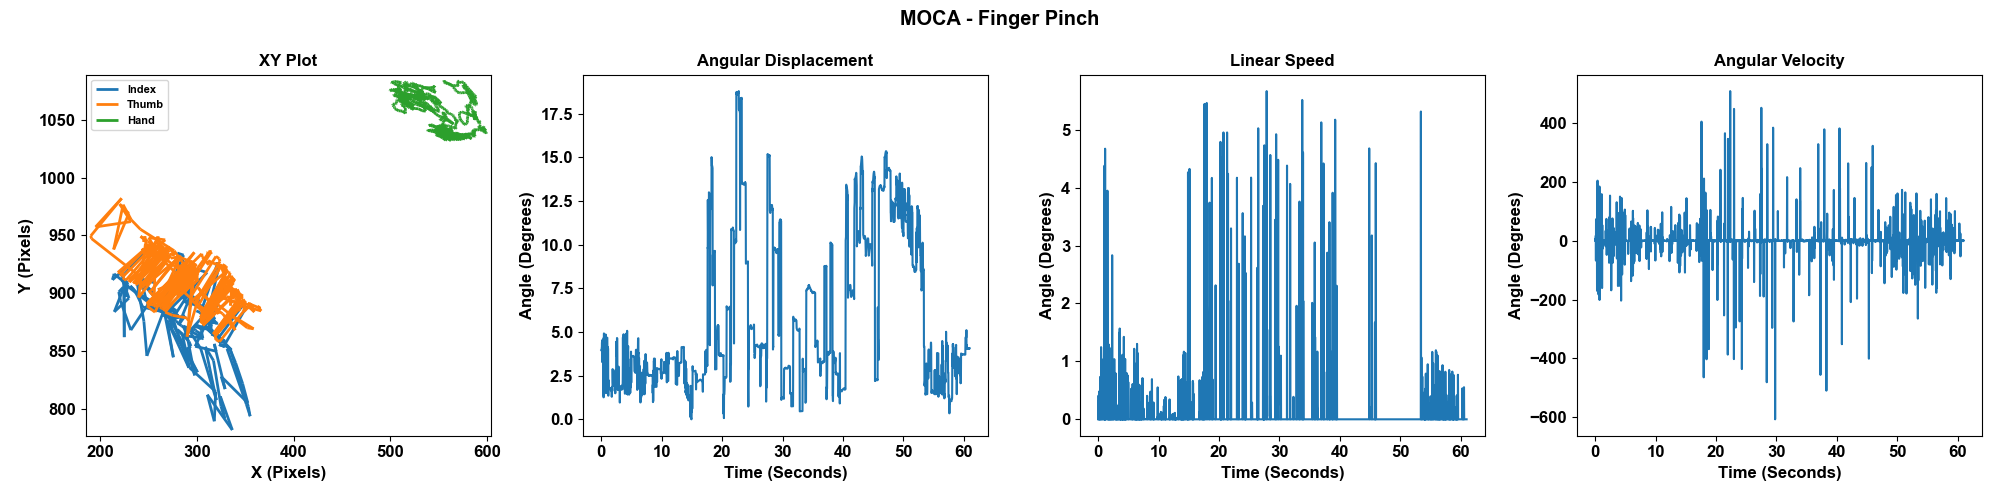 MOCA - Finger Pinch
XY Plot
Index
Thumb
Hand
1050
1000
950
900
850
800
200 300 400 500 600
Y (Pixels)
X (Pixels)
Angular Displacement
17.5
15.0
12.5
10.0
7.5
5.0
2.5
0.0
0 10 20 30 40 50 60
Angle (Degrees)
Time (Seconds)
Linear Speed
5
4
3
2
1
0
0 10 20 30 40 50 60
Angle (Degrees)
Time (Seconds)
Angular Velocity
400
200
0
−200
−400
−600
0 10 20 30 40 50 60
Angle (Degrees)
Time (Seconds)